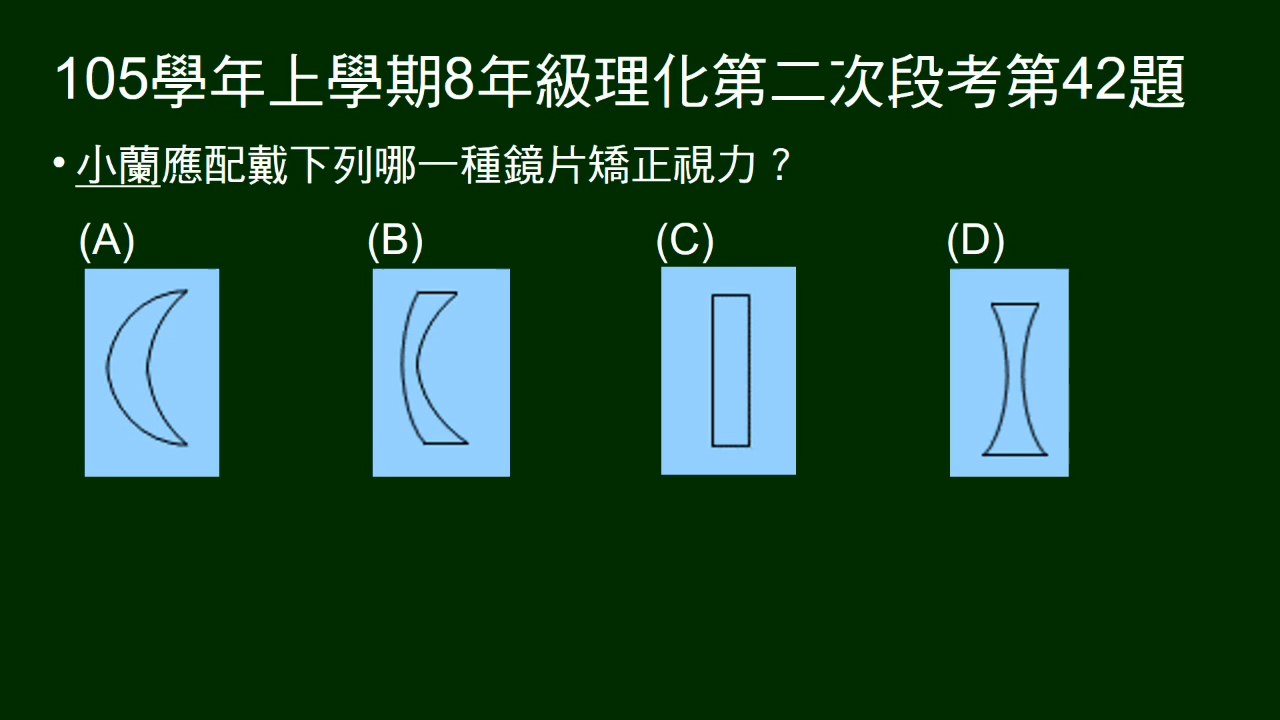 105學年上學期8年級理化第二次段考第42題
• 小蘭應配戴下列哪一種鏡片矯正視力？
(A) (B) (C) (D)